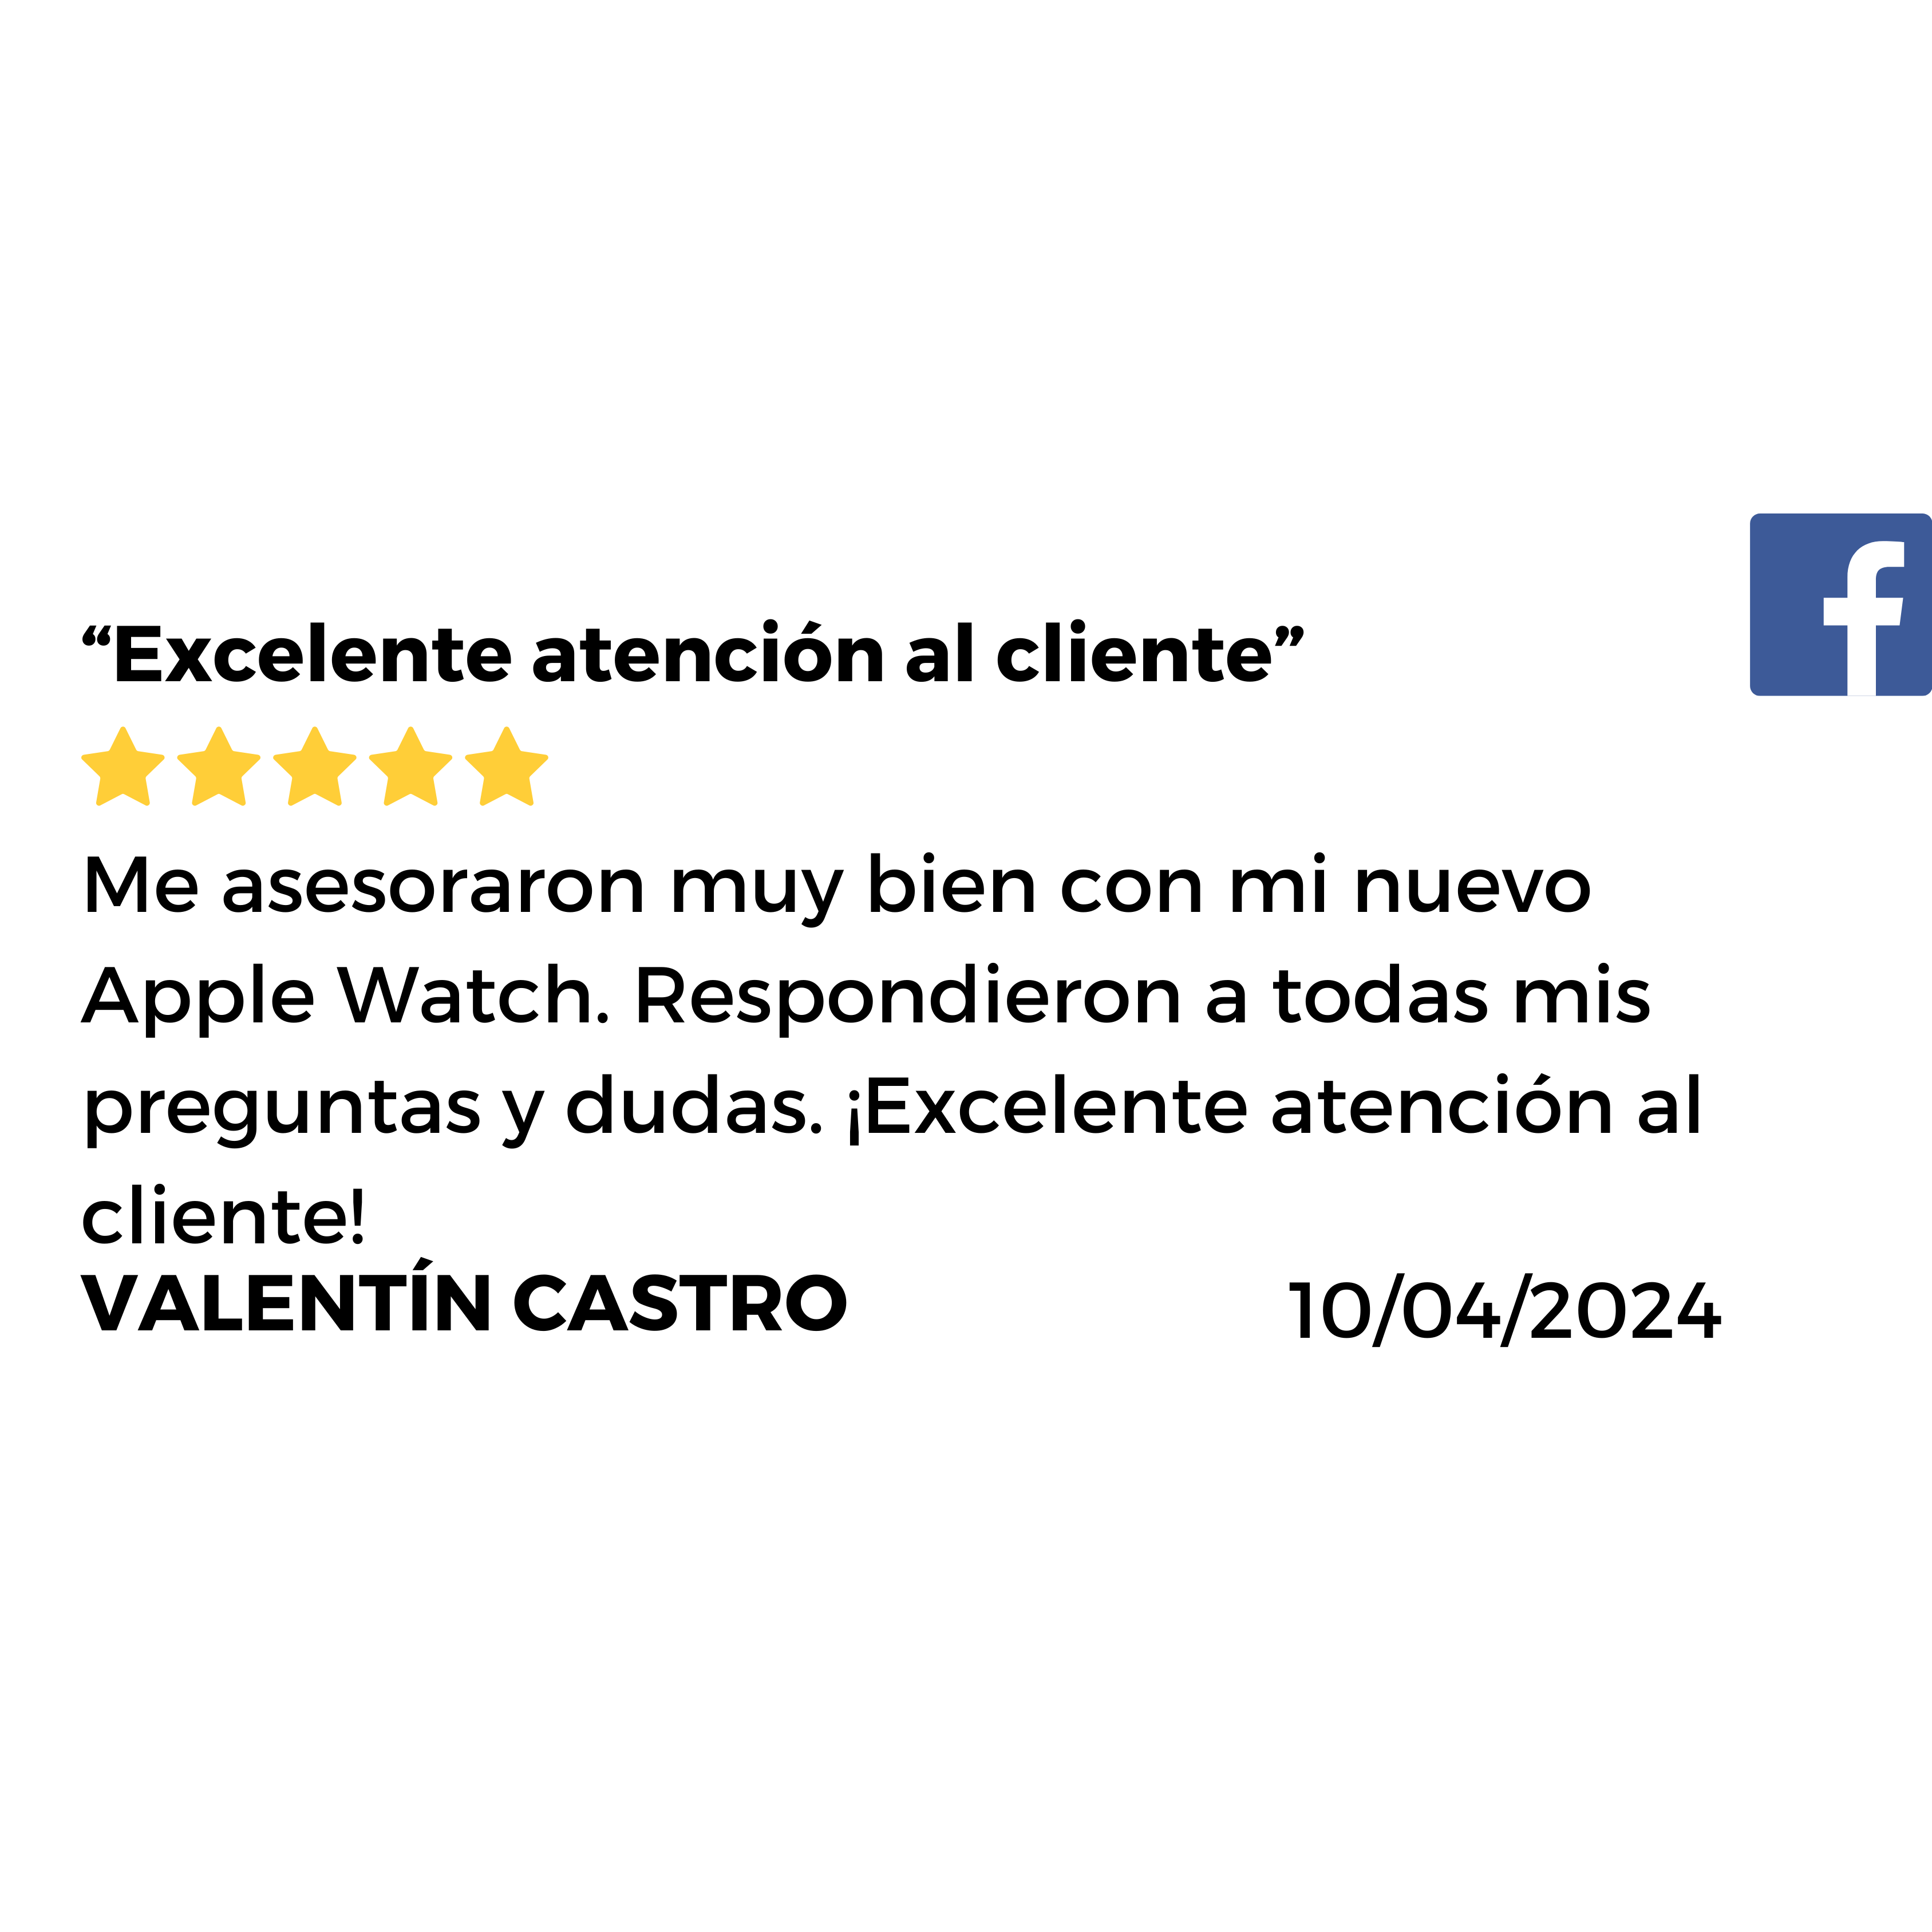 “Excelente atención al cliente”
Me asesoraron muy bien con mi nuevo
Apple Watch. Respondieron a todas mis
preguntas y dudas. ¡Excelente atención al
cliente!
VALENTÍN CASTRO
10/04/2024